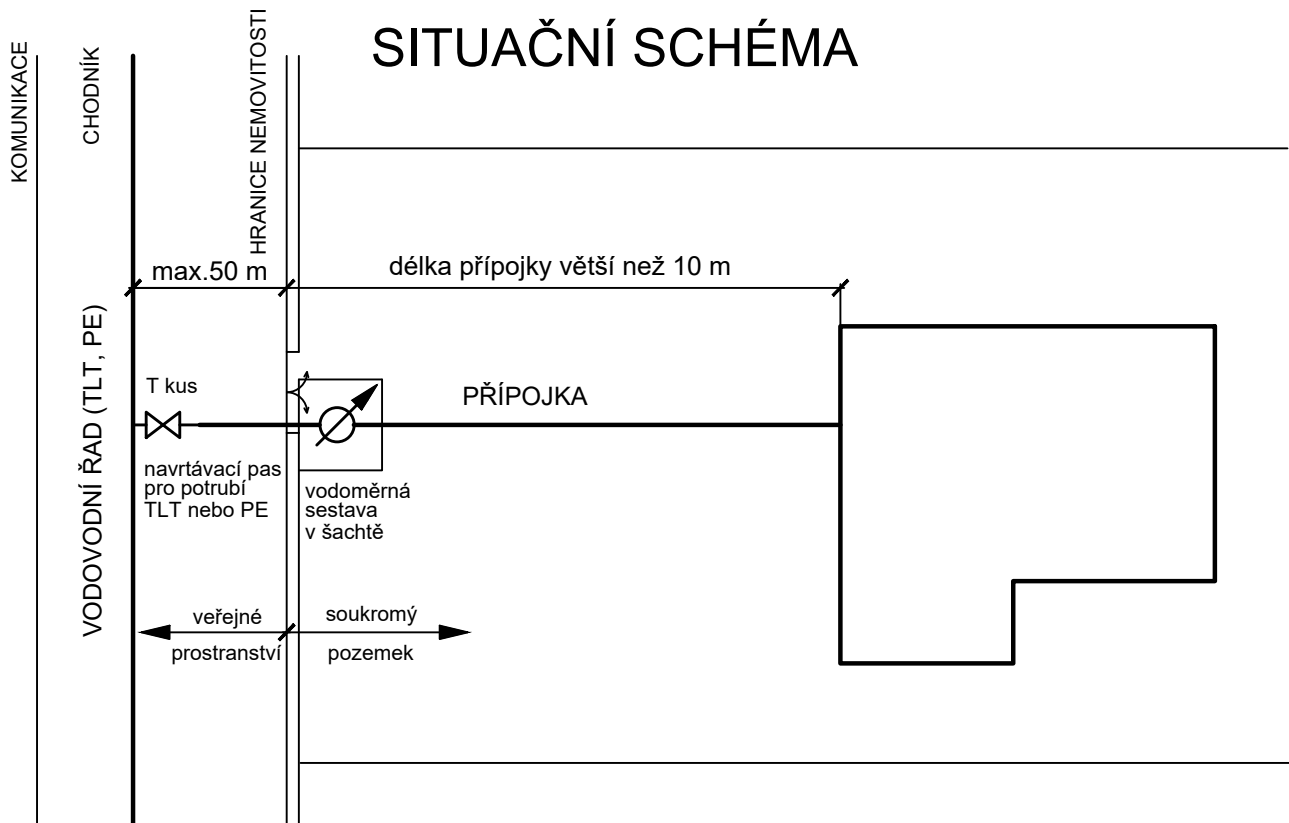 SITUAČNÍ SCHÉMA
KOMUNIKACE
CHODNÍK
HRANICE NEMOVITOSTI
max.50 m
délka přípojky větší než 10 m
VODOVODNÍ ŘAD (TLT, PE)
T kus
PŘÍPOJKA
navrtávací pas
pro potrubí
TLT nebo PE
vodoměrná
sestava
v šachtě
veřejné
prostranství
soukromý
pozemek